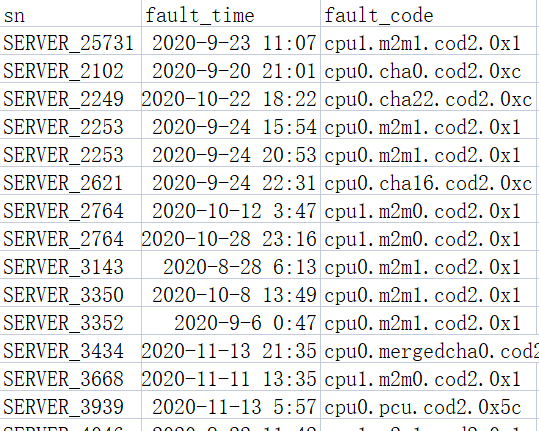 sn fault_time fault_code
SERVER_25731 2020-9-23 11:07 cpu1.m2m1.cod2.0x1
SERVER_2102 2020-9-20 21:01 cpu0.cha0.cod2.0xc
SERVER_2249 2020-10-22 18:22 cpu0.cha22.cod2.0xc
SERVER_2253 2020-9-24 15:54 cpu0.m2m1.cod2.0x1
SERVER_2253 2020-9-24 20:53 cpu0.m2m1.cod2.0x1
SERVER_2621 2020-9-24 22:31 cpu0.cha16.cod2.0xc
SERVER_2764 2020-10-12 3:47 cpu1.m2m0.cod2.0x1
SERVER_2764 2020-10-28 23:16 cpu1.m2m0.cod2.0x1
SERVER_3143 2020-8-28 6:13 cpu0.m2m1.cod2.0x1
SERVER_3350 2020-10-8 13:49 cpu0.m2m1.cod2.0x1
SERVER_3352 2020-9-6 0:47 cpu0.m2m1.cod2.0x1
SERVER_3434 2020-11-13 21:35 cpu0.mergedcha0.cod2
SERVER_3668 2020-11-11 13:35 cpu1.m2m0.cod2.0x1
SERVER_3939 2020-11-13 5:57 cpu0.pcu.cod2.0x5c